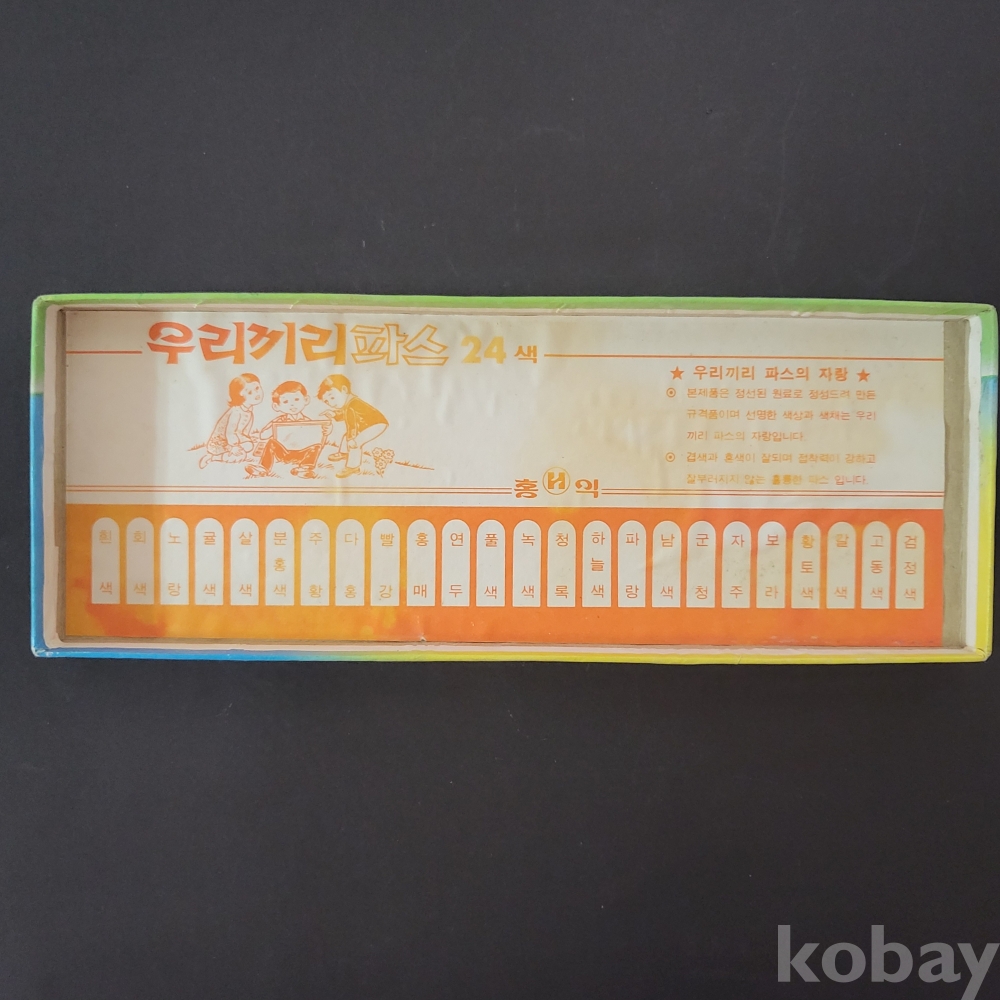 우리끼리파스 24 색
★ 우리끼리 파스의 자랑 ★
⊙ 본제품은 정선된 원료로 정성드려 만든
규격품이며 선명한 색상과 색채는 우리
끼리 파스의 자랑입니다.
⊙ 겹색과 혼색이 잘되며 접착력이 강하고
잘부러지지 않는 훌륭한 파스 입니다.
홍 H 익
흰색
회색
노랑
귤색
살색
분홍색
주황
다홍
빨강
홍매
연두
풀색
녹색
청록
하늘색
파랑
남색
군청
자주
보라
황토색
갈색
고동색
검정색
kobay